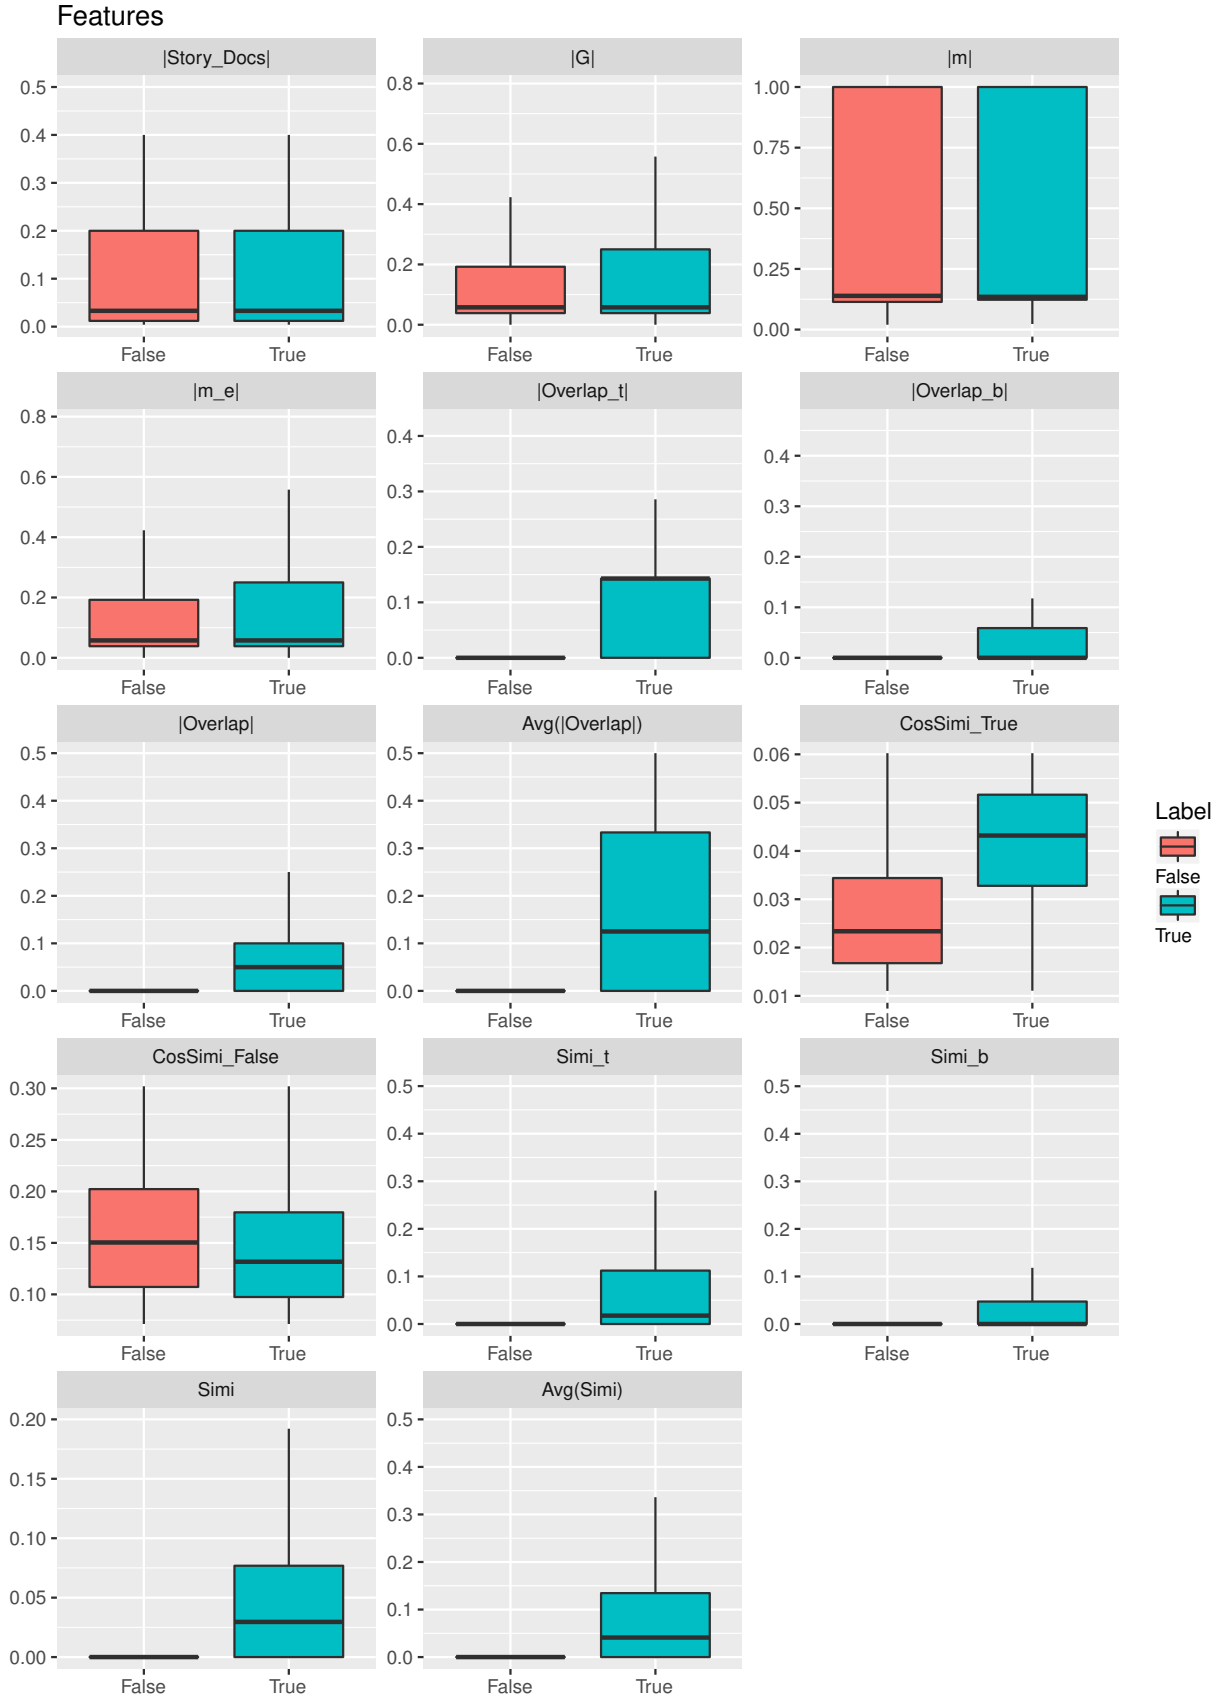 Features
|Story_Docs| |G| |m|
0.5 0.8 1.00
0.4 0.6 0.75
0.3 0.4 0.50
0.2 0.2 0.25
0.1 0.0 0.00
0.0
False True False True False True
|m_e| |Overlap_t| |Overlap_b|
0.8 0.4 0.4
0.6 0.3 0.3
0.4 0.2 0.2
0.2 0.1 0.1
0.0 0.0 0.0
False True False True False True
|Overlap| Avg(|Overlap|) CosSimi_True
0.5 0.5 0.06
0.4 0.4 0.05
0.3 0.3 0.04
0.2 0.2 0.03
0.1 0.1 0.02
0.0 0.0 0.01
False True False True False True
Label
False
True
CosSimi_False Simi_t Simi_b
0.30 0.5 0.5
0.25 0.4 0.4
0.20 0.3 0.3
0.15 0.2 0.2
0.10 0.1 0.1
0.0 0.0
False True False True False True
Simi Avg(Simi)
0.20 0.5
0.15 0.4
0.10 0.3
0.05 0.2
0.00 0.1
0.0
False True False True